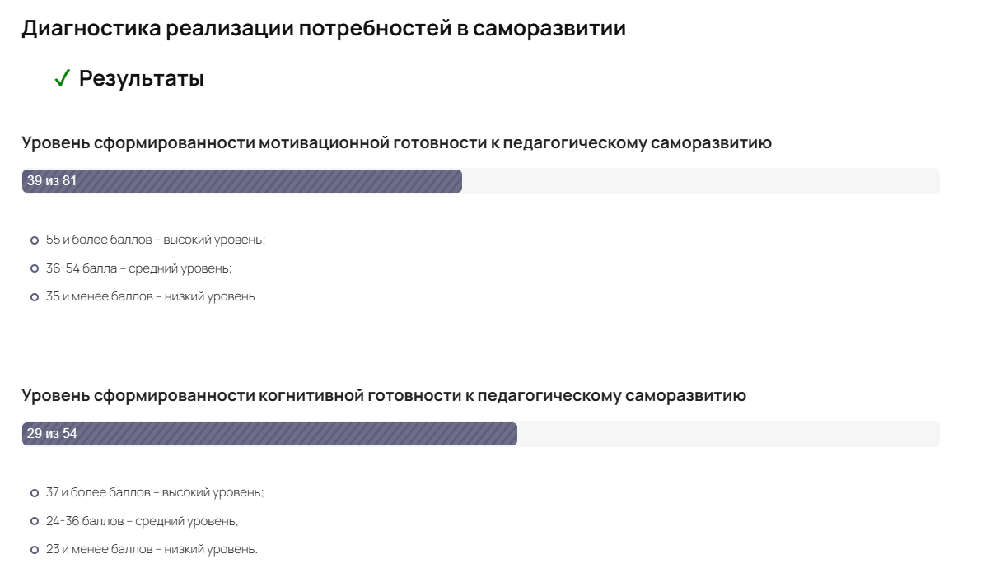 Диагностика реализации потребностей в саморазвитии
✓ Результаты
Уровень сформированности мотивационной готовности к педагогическому саморазвитию
39 из 81
55 и более баллов – высокий уровень;
36-54 балла – средний уровень;
35 и менее баллов – низкий уровень.
Уровень сформированности когнитивной готовности к педагогическому саморазвитию
29 из 54
37 и более баллов – высокий уровень;
24-36 баллов – средний уровень;
23 и менее баллов – низкий уровень.